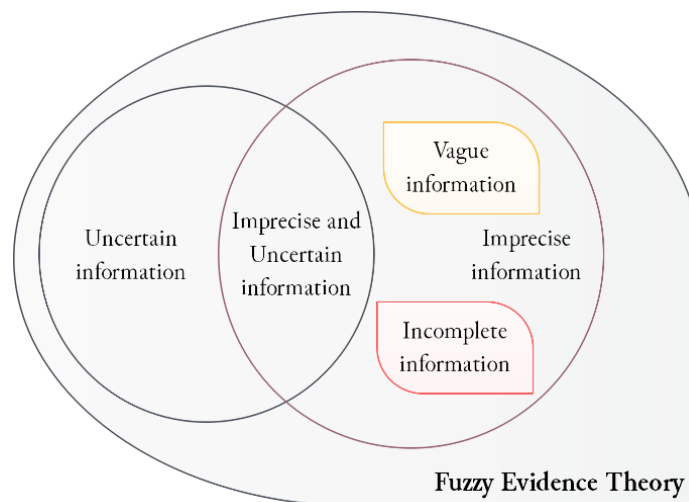 Vague
information
Uncertain
information
Imprecise and
Uncertain
information
Imprecise
information
Incomplete
information
Fuzzy Evidence Theory